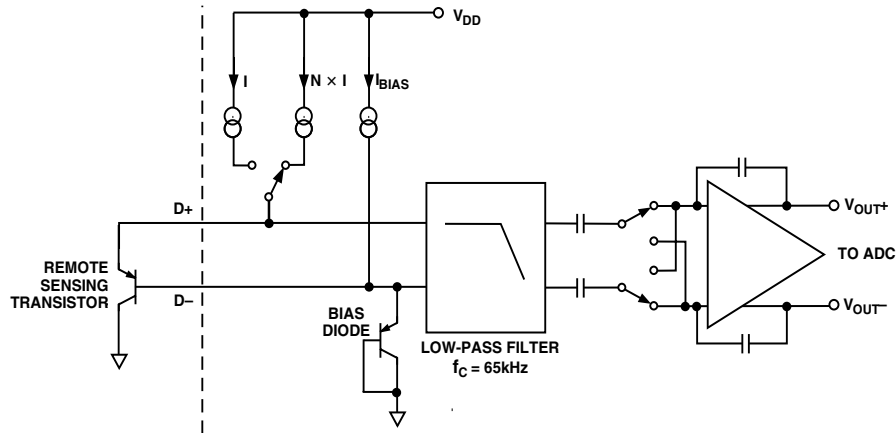 V_DD
I
N × I
I_BIAS
D+
REMOTE
SENSING
TRANSISTOR
D–
BIAS
DIODE
LOW-PASS FILTER
f_C = 65kHz
V_OUT+
TO ADC
V_OUT–